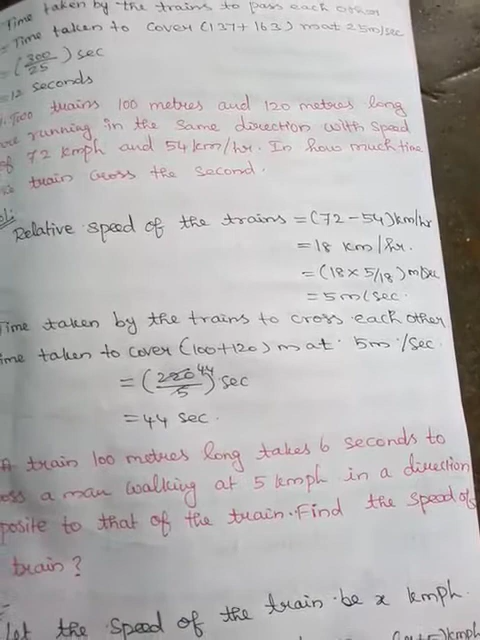 Time taken by the trains to pass each other
= Time taken to cover (137+163) m at 25m/sec
= (300/25) sec
= 12 seconds
Two trains 100 metres and 120 metres long
are running in the same direction with speed
of 72 kmph and 54 km/hr. In how much time
train cross the second.
Relative speed of the trains = (72-54) km/hr
= 18 km/hr.
= (18 × 5/18) m/sec
= 5 m/sec.
Time taken by the trains to cross each other
ime taken to cover (100+120) m at 5m/sec.
= (220/5) 44 sec
= 44 sec.
A train 100 metres long takes 6 seconds to
oss a man walking at 5 kmph in a direction
posite to that of the train. Find the speed of
train?
Let the speed of the train be x kmph.